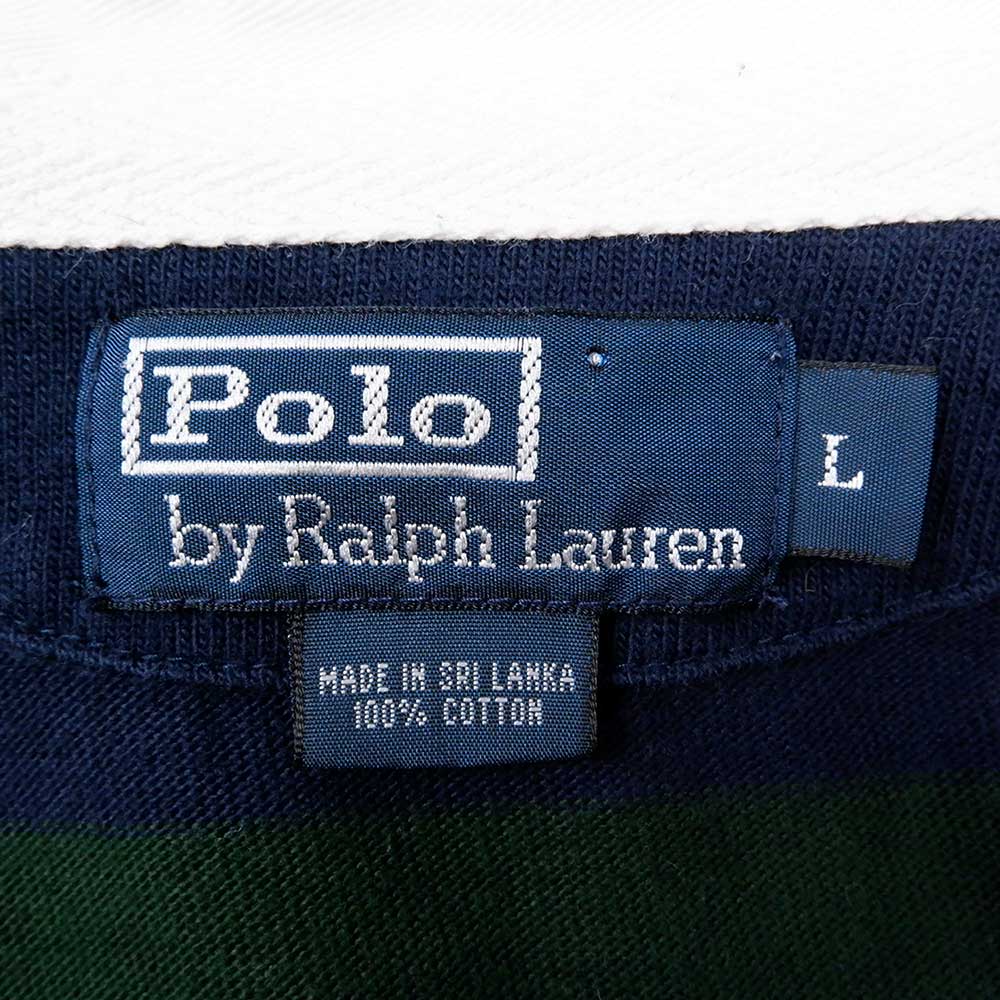 Polo
by Ralph Lauren
L
MADE IN SRI LANKA
100% COTTON